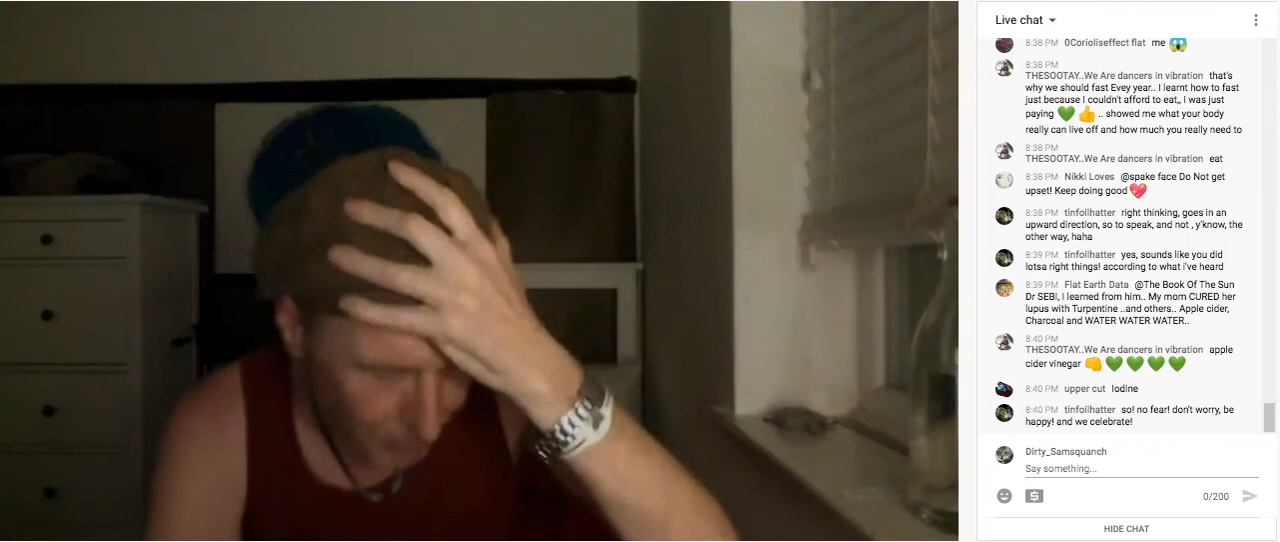 Live chat
8:38 PM 0Corioliseffect flat me
8:38 PM
THESOOTAY..We Are dancers in vibration that's
why we should fast Evey year.. I learnt how to fast
just because I couldn't afford to eat,, I was just
paying 💚 👍 .. showed me what your body
really can live off and how much you really need to
8:38 PM
THESOOTAY..We Are dancers in vibration eat
8:38 PM Nikki Loves @spake face Do Not get
upset! Keep doing good 💖
8:38 PM tinfoilhatter right thinking, goes in an
upward direction, so to speak, and not , y'know, the
other way, haha
8:39 PM tinfoilhatter yes, sounds like you did
lotsa right things! according to what i've heard
8:39 PM Flat Earth Data @The Book Of The Sun
Dr SEBI, I learned from him.. My mom CURED her
lupus with Turpentine ..and others.. Apple cider,
Charcoal and WATER WATER WATER..
8:40 PM
THESOOTAY..We Are dancers in vibration apple
cider vinegar 👊 💚 💚 💚 💚
8:40 PM upper cut Iodine
8:40 PM tinfoilhatter so! no fear! don't worry, be
happy! and we celebrate!
Dirty_Samsquanch
Say something...
0/200
HIDE CHAT